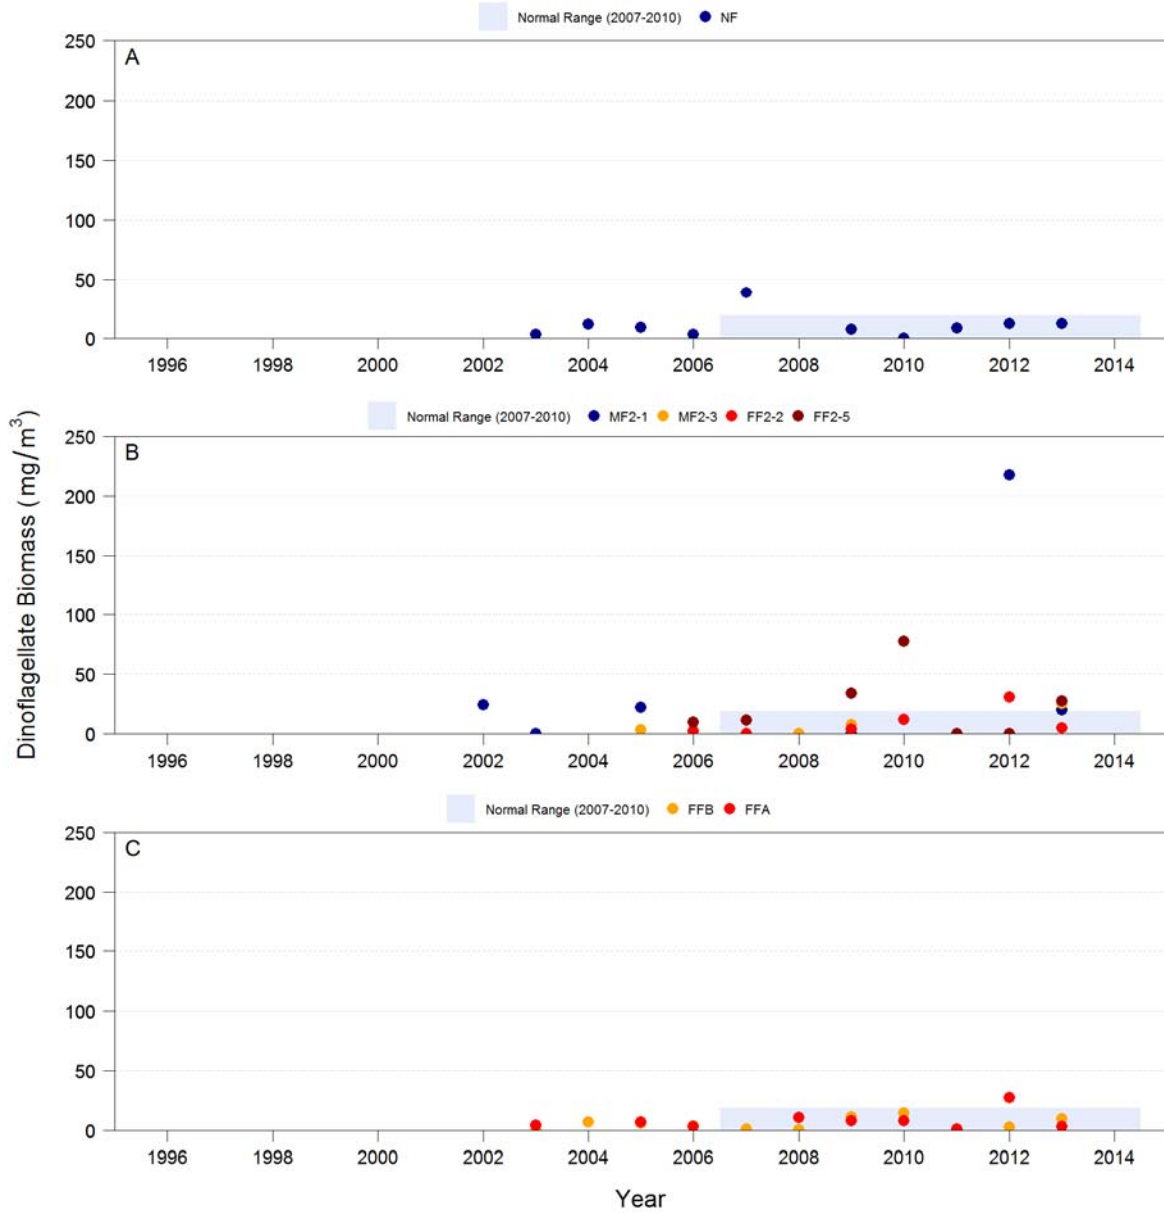 Normal Range (2007-2010) NF
A
250
200
150
100
50
0
1996 1998 2000 2002 2004 2006 2008 2010 2012 2014
Dinoflagellate Biomass (mg/m³)
Normal Range (2007-2010) MF2-1 MF2-3 FF2-2 FF2-5
B
250
200
150
100
50
0
1996 1998 2000 2002 2004 2006 2008 2010 2012 2014
Normal Range (2007-2010) FFB FFA
C
250
200
150
100
50
0
1996 1998 2000 2002 2004 2006 2008 2010 2012 2014
Year